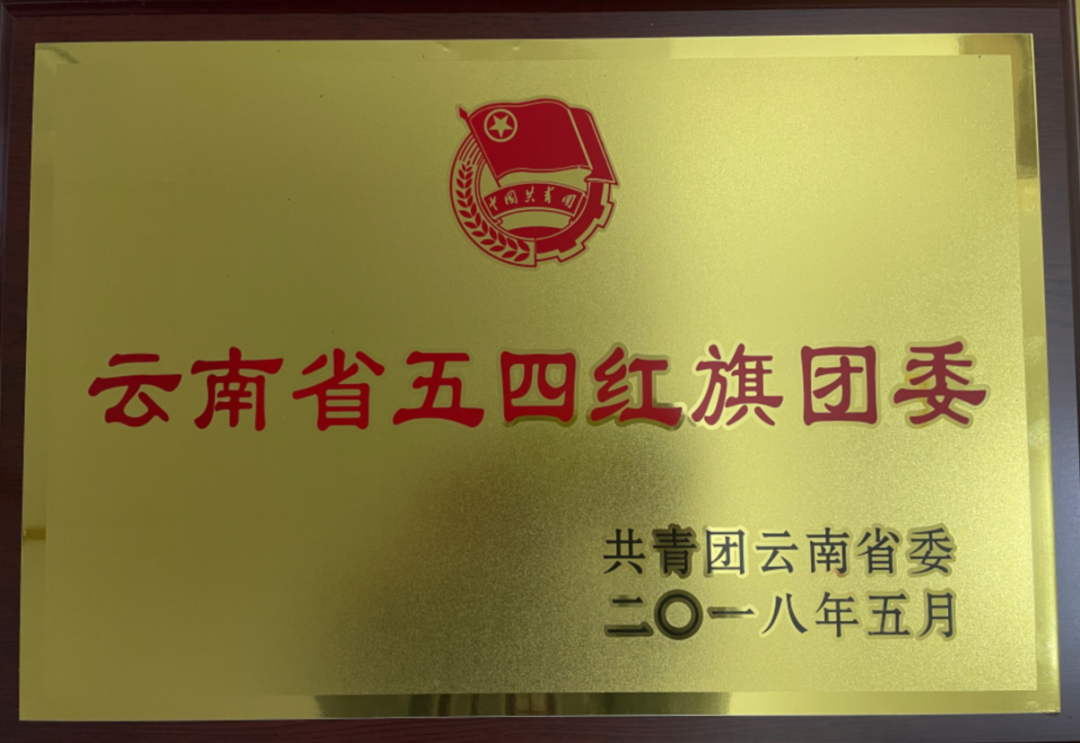 中国共青团
云南省五四红旗团委
共青团云南省委
二〇一八年五月